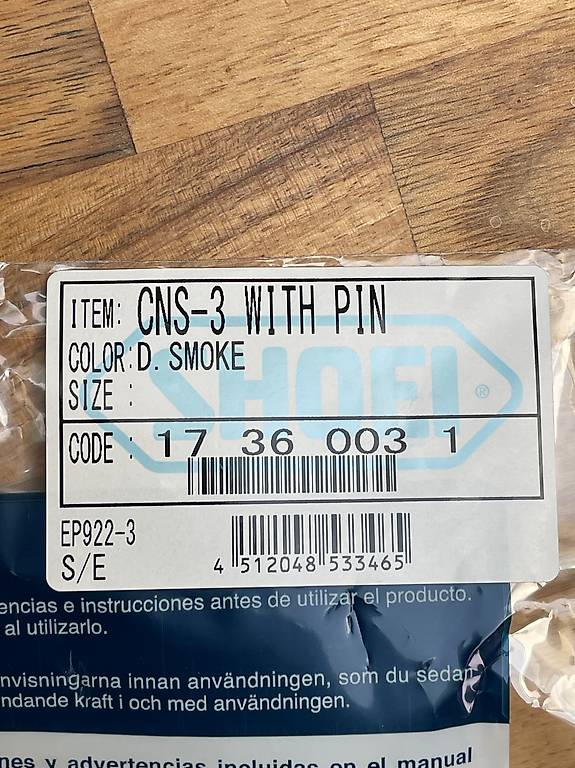 ITEM: CNS-3 WITH PIN
COLOR:D. SMOKE
SIZE :
SHOEI ®
CODE : 17 36 003 1
EP922-3
S/E
4 512048 533465
encias e instrucciones antes de utilizar el producto.
al utilizarlo.
nvisningarna innan användningen, som du sedan
ndande kraft i och med användningen.
nes y advertencias incluidas en el manual